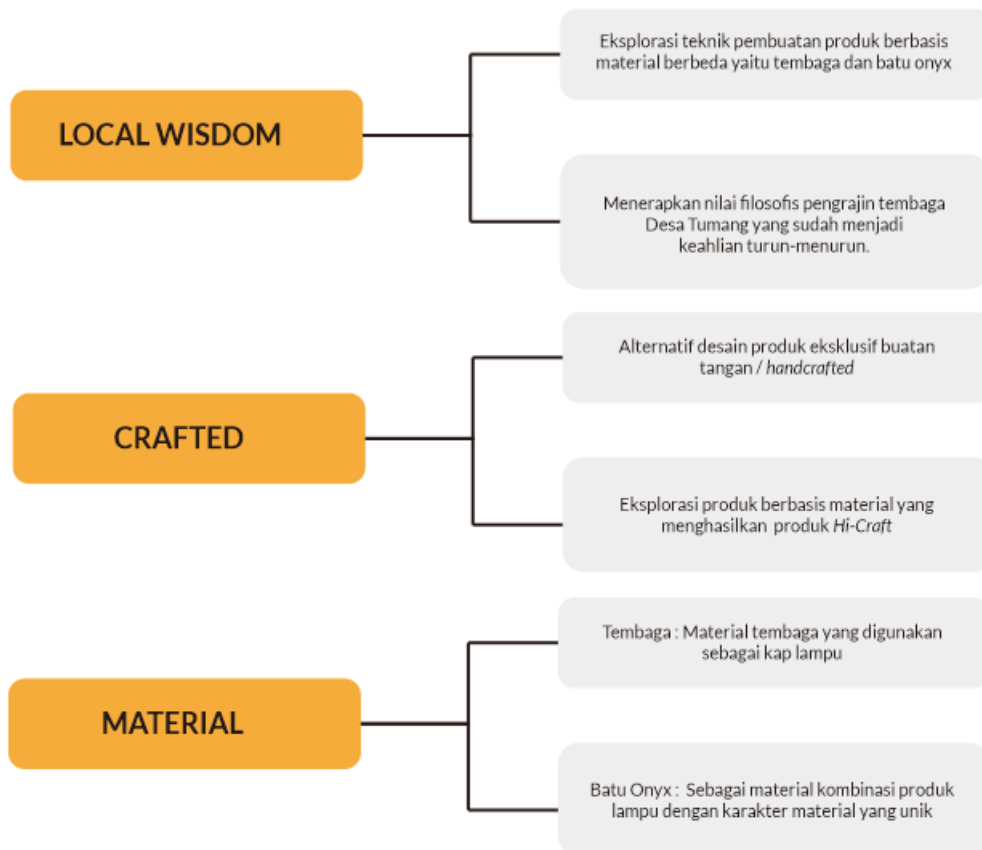 LOCAL WISDOM
Eksplorasi teknik pembuatan produk berbasis
material berbeda yaitu tembaga dan batu onyx
Menerapkan nilai filosofis pengrajin tembaga
Desa Tumang yang sudah menjadi
keahlian turun-menurun.
CRAFTED
Alternatif desain produk eksklusif buatan
tangan / handcrafted
Eksplorasi produk berbasis material yang
menghasilkan produk Hi-Craft
MATERIAL
Tembaga : Material tembaga yang digunakan
sebagai kap lampu
Batu Onyx : Sebagai material kombinasi produk
lampu dengan karakter material yang unik